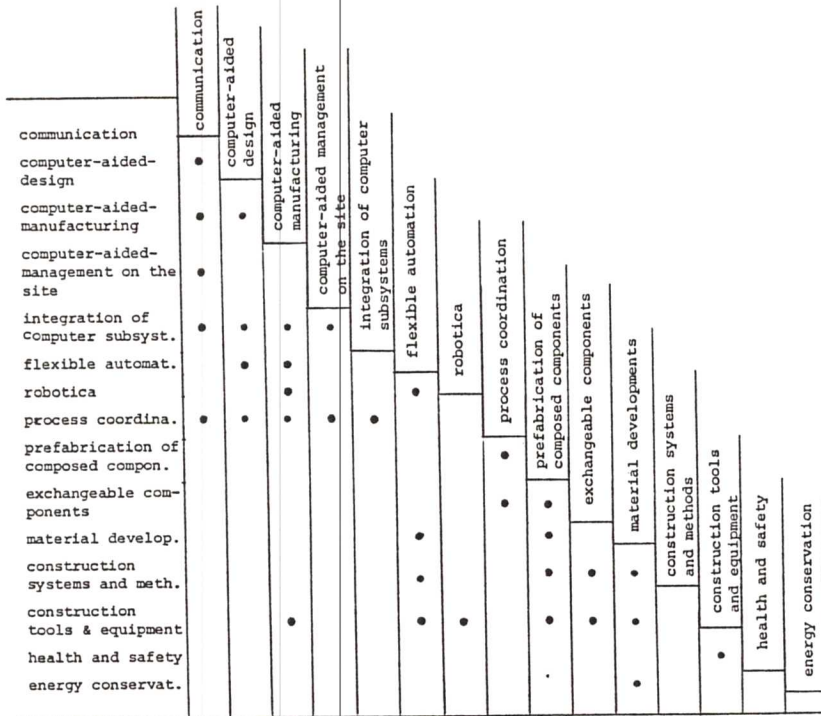 communication
computer-aided
design
computer-aided
manufacturing
computer-aided management
on the site
integration of computer
subsystems
flexible automation
robotica
process coordination
prefabrication of
composed components
exchangeable components
material developments
construction systems
and methods
construction tools
and equipment
health and safety
energy conservation
communication
computer-aided-
design
computer-aided-
manufacturing
computer-aided-
management on the
site
integration of
computer subsyst.
flexible automat.
robotica
process coordina.
prefabrication of
composed compon.
exchangeable com-
ponents
material develop.
construction
systems and meth.
construction
tools & equipment
health and safety
energy conservat.